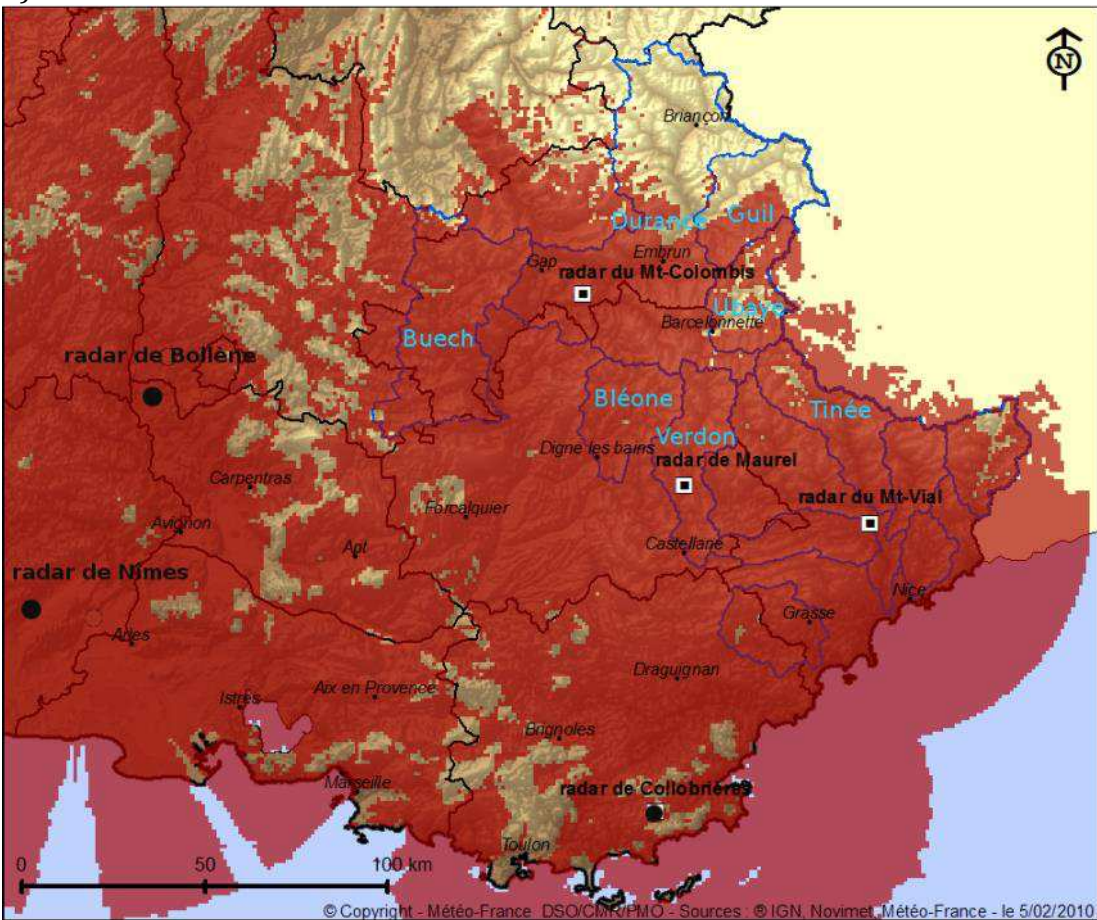 N
Briançon
Durance
Guil
Embrun
Gap
radar du Mt-Colombis
Ubaye
Barcelonnette
Buech
radar de Bollène
Bléone
Tinée
Verdon
Digne les bains
radar de Maurel
Carpentras
radar du Mt-Vial
Forcalquier
Avignon
Apt
Castellane
radar de Nîmes
Nice
Grasse
Arles
Draguignan
Aix en Provence
Istres
Brignoles
Marseille
radar de Collobrières
Toulon
0 50 100 km
© Copyright - Météo-France DSO/CMR/PMO - Sources : ® IGN, Novimet, Météo-France - le 5/02/2010